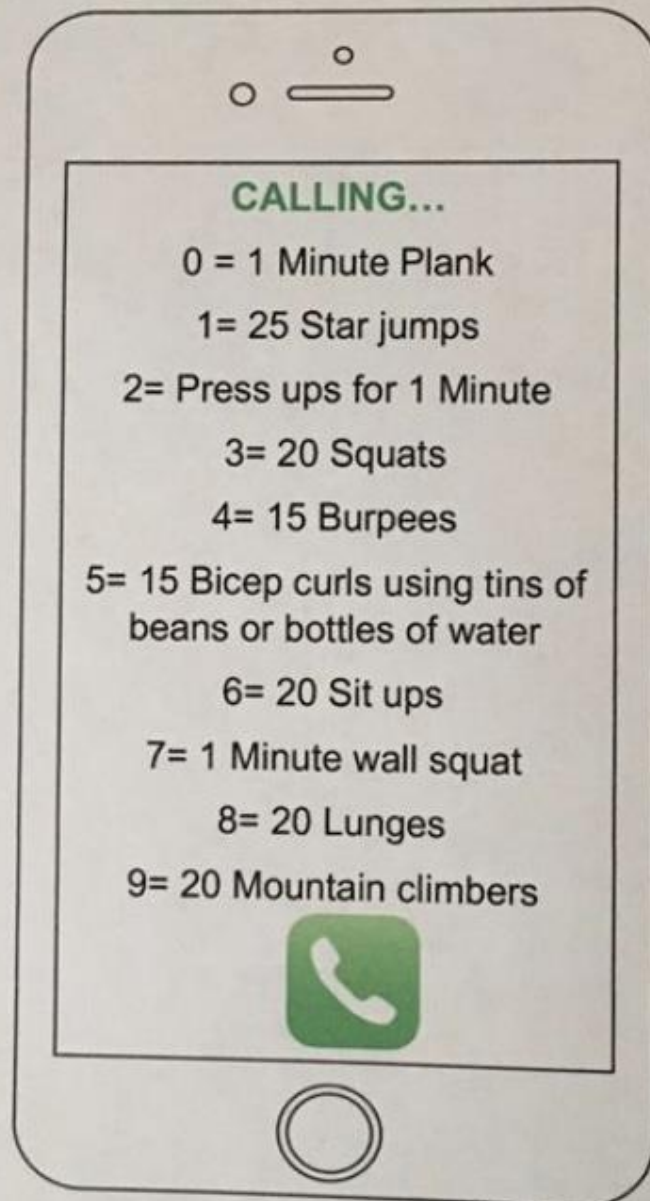 CALLING...
0 = 1 Minute Plank
1= 25 Star jumps
2= Press ups for 1 Minute
3= 20 Squats
4= 15 Burpees
5= 15 Bicep curls using tins of
beans or bottles of water
6= 20 Sit ups
7= 1 Minute wall squat
8= 20 Lunges
9= 20 Mountain climbers